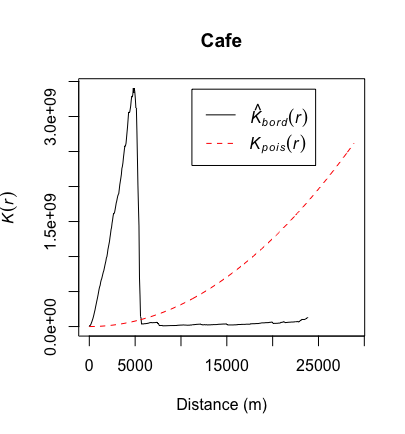 Cafe
K̂bord(r)
Kpois(r)
K(r)
0.0e+00 1.5e+09 3.0e+09
0 5000 15000 25000
Distance (m)